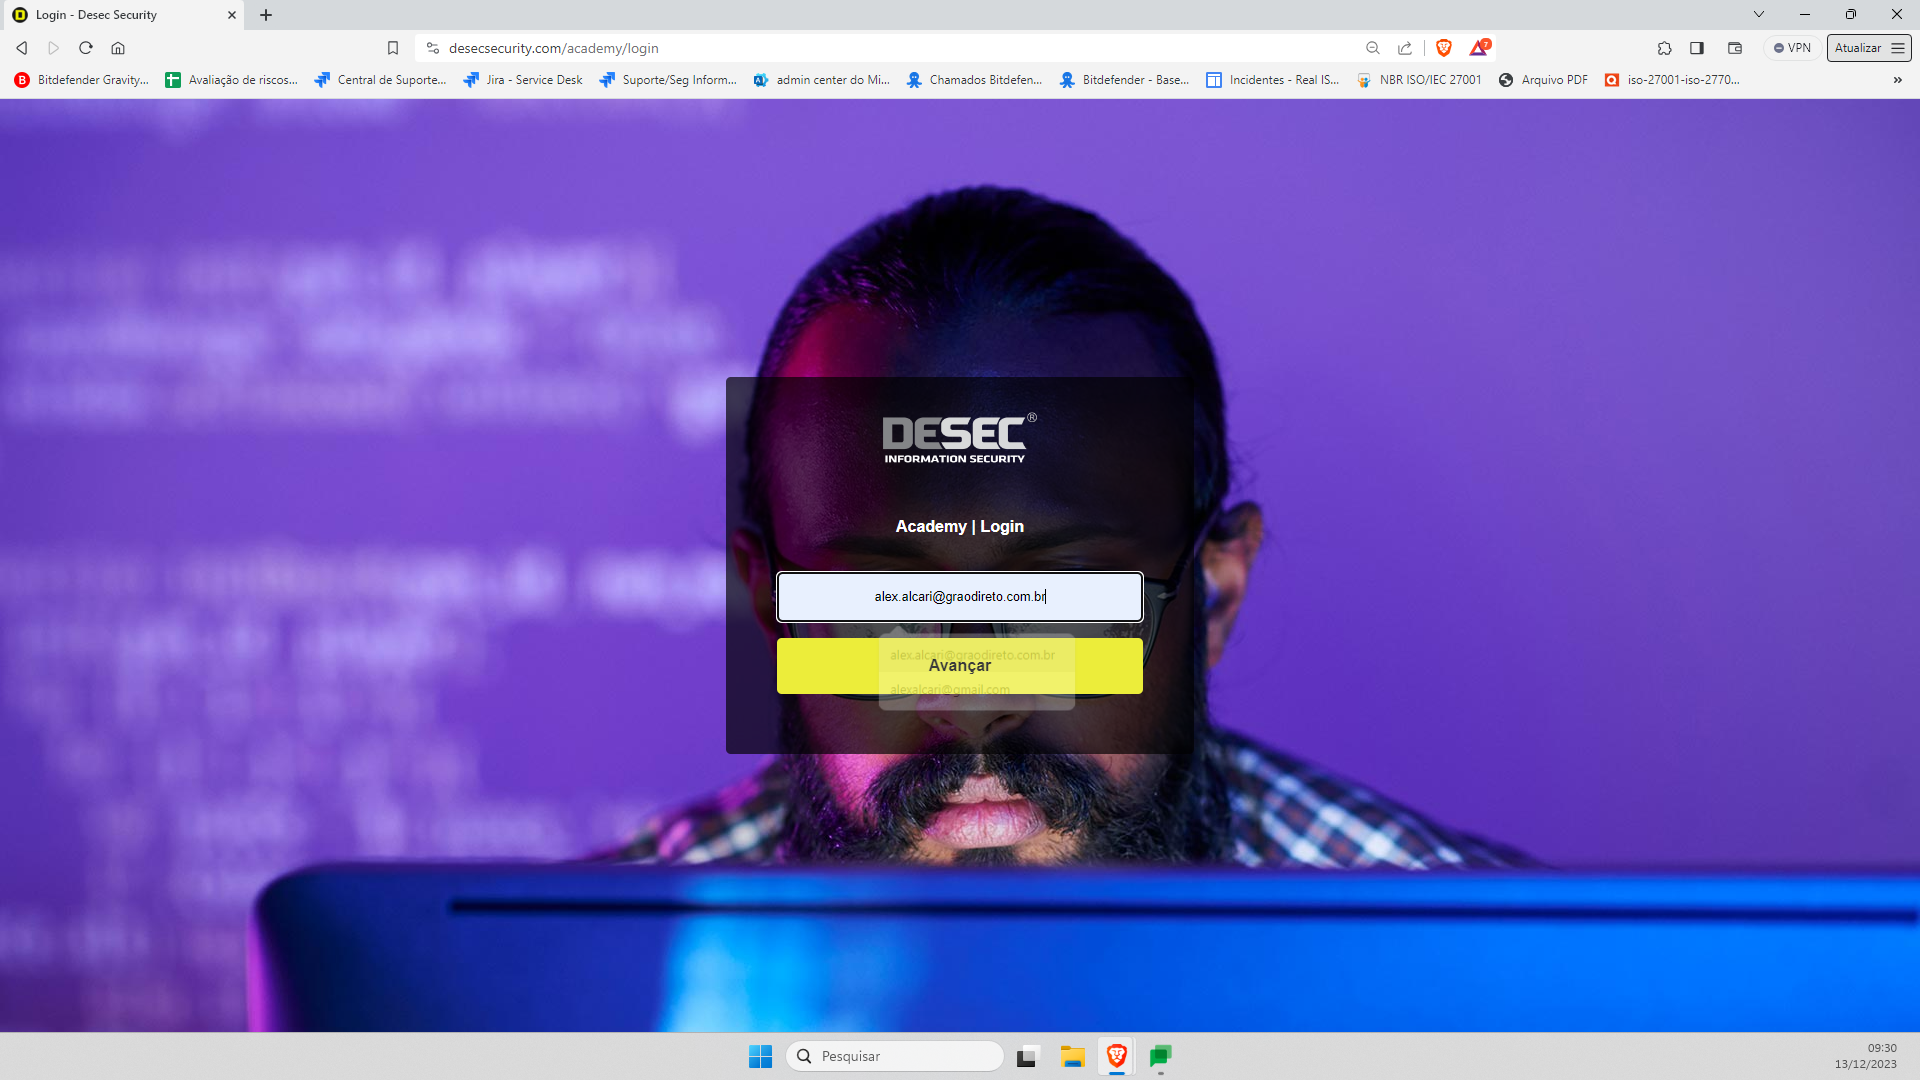 Login - Desec Security
desecsecurity.com/academy/login
7
VPN
Atualizar
Bitdefender Gravity... Avaliação de riscos... Central de Suporte... Jira - Service Desk Suporte/Seg Inform... admin center do Mi... Chamados Bitdefen... Bitdefender - Base... Incidentes - Real IS... NBR ISO/IEC 27001 Arquivo PDF iso-27001-iso-2770... »
DESEC®
INFORMATION SECURITY
Academy | Login
alex.alcari@graodireto.com.br
alex.alcari@graodireto.com.br
Avançar
alexalcari@gmail.com
Pesquisar
09:30
13/12/2023